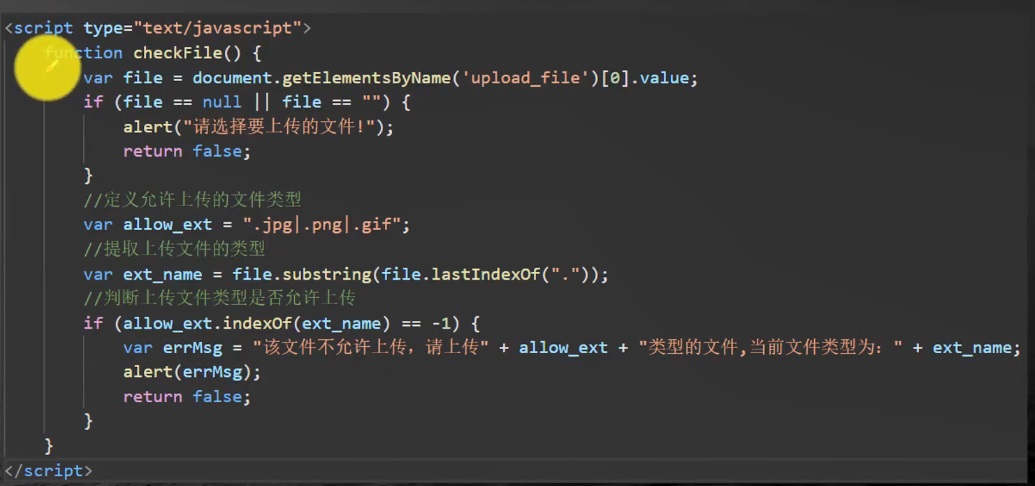 <script type="text/javascript">
function checkFile() {
var file = document.getElementsByName('upload_file')[0].value;
if (file == null || file == "") {
alert("请选择要上传的文件!");
return false;
}
//定义允许上传的文件类型
var allow_ext = ".jpg|.png|.gif";
//提取上传文件的类型
var ext_name = file.substring(file.lastIndexOf("."));
//判断上传文件类型是否允许上传
if (allow_ext.indexOf(ext_name) == -1) {
var errMsg = "该文件不允许上传，请上传" + allow_ext + "类型的文件,当前文件类型为：" + ext_name;
alert(errMsg);
return false;
}
}
</script>